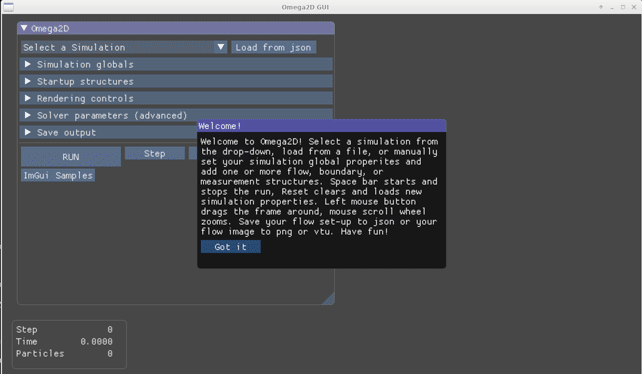 Omega2D GUI
Omega2D
Select a Simulation
Load from json
Simulation globals
Startup structures
Rendering controls
Solver parameters (advanced)
Save output
RUN
Step
ImGui Samples
Welcome!
Welcome to Omega2D! Select a simulation from
the drop-down, load from a file, or manually
set your simulation global properites and
add one or more flow, boundary, or
measurement structures. Space bar starts and
stops the run, Reset clears and loads new
simulation properties. Left mouse button
drags the frame around, mouse scroll wheel
zooms. Save your flow set-up to json or your
flow image to png or vtu. Have fun!
Got it
Step 0
Time 0.0000
Particles 0